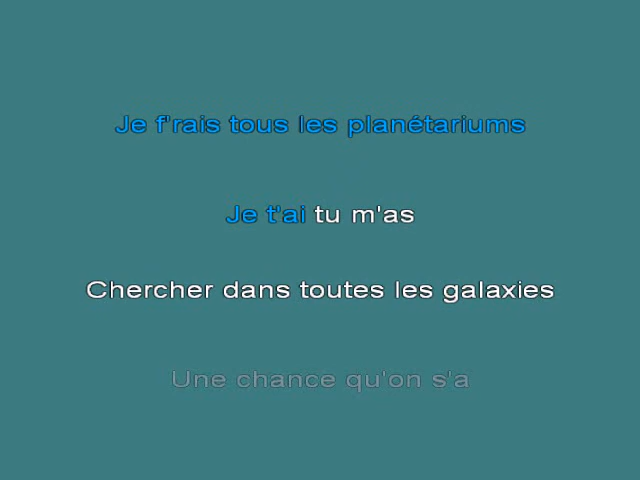 Je f'rais tous les planétariums
Je t'ai tu m'as
Chercher dans toutes les galaxies
Une chance qu'on s'a